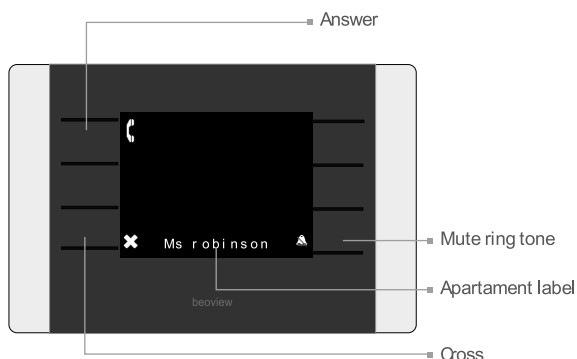 Answer
Ms robinson
Mute ring tone
Apartament label
beoview
Cross